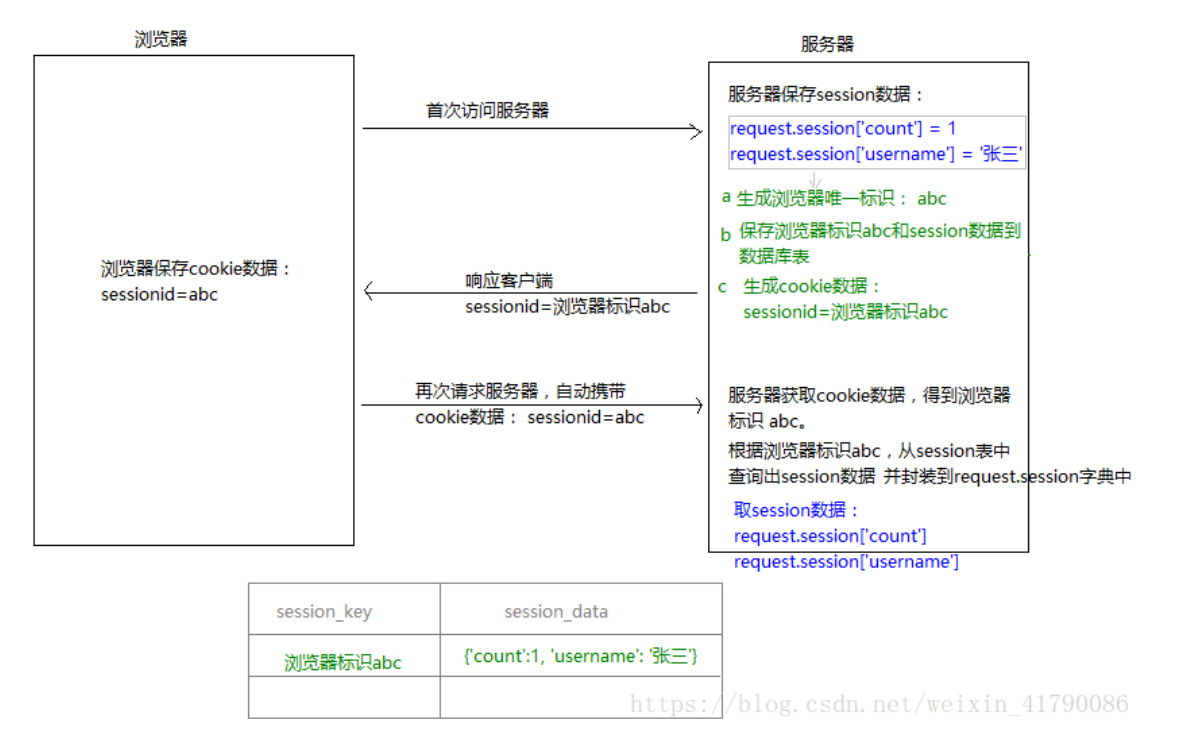 浏览器
服务器
服务器保存session数据：
首次访问服务器
request.session['count'] = 1
request.session['username'] = '张三'
a 生成浏览器唯一标识： abc
b 保存浏览器标识abc和session数据到
数据库表
浏览器保存cookie数据：
sessionid=abc
响应客户端
sessionid=浏览器标识abc
c 生成cookie数据：
sessionid=浏览器标识abc
再次请求服务器，自动携带
cookie数据： sessionid=abc
服务器获取cookie数据，得到浏览器
标识 abc。
根据浏览器标识abc，从session表中
查询出session数据 并封装到request.session字典中
取session数据：
request.session['count']
request.session['username']
session_key session_data
浏览器标识abc {'count':1, 'username': '张三'}
https://blog.csdn.net/weixin_41790086